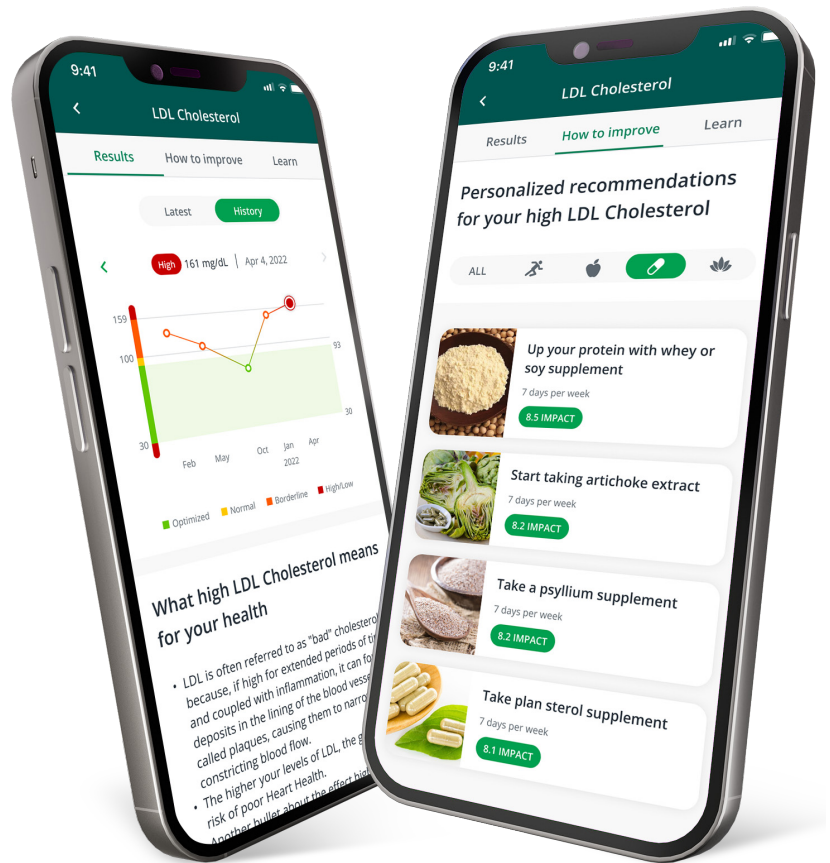 9:41
LDL Cholesterol
Results How to improve Learn
Latest History
High 161 mg/dL | Apr 4, 2022
159
100
30
93
30
Feb May Oct Jan Apr
2022
Optimized Normal Borderline High/Low
What high LDL Cholesterol means
for your health
• LDL is often referred to as "bad" cholesterol
because, if high for extended periods of
and coupled with inflammation, it can
deposits in the lining of the blood
called plaques, causing them to
constricting blood flow.
• The higher your levels of LDL, the
risk of poor Heart Health.
Another bullet about the effect
9:41
LDL Cholesterol
Results How to improve Learn
Personalized recommendations
for your high LDL Cholesterol
ALL
Up your protein with whey or
soy supplement
7 days per week
8.5 IMPACT
Start taking artichoke extract
7 days per week
8.2 IMPACT
Take a psyllium supplement
7 days per week
8.2 IMPACT
Take plan sterol supplement
7 days per week
8.1 IMPACT